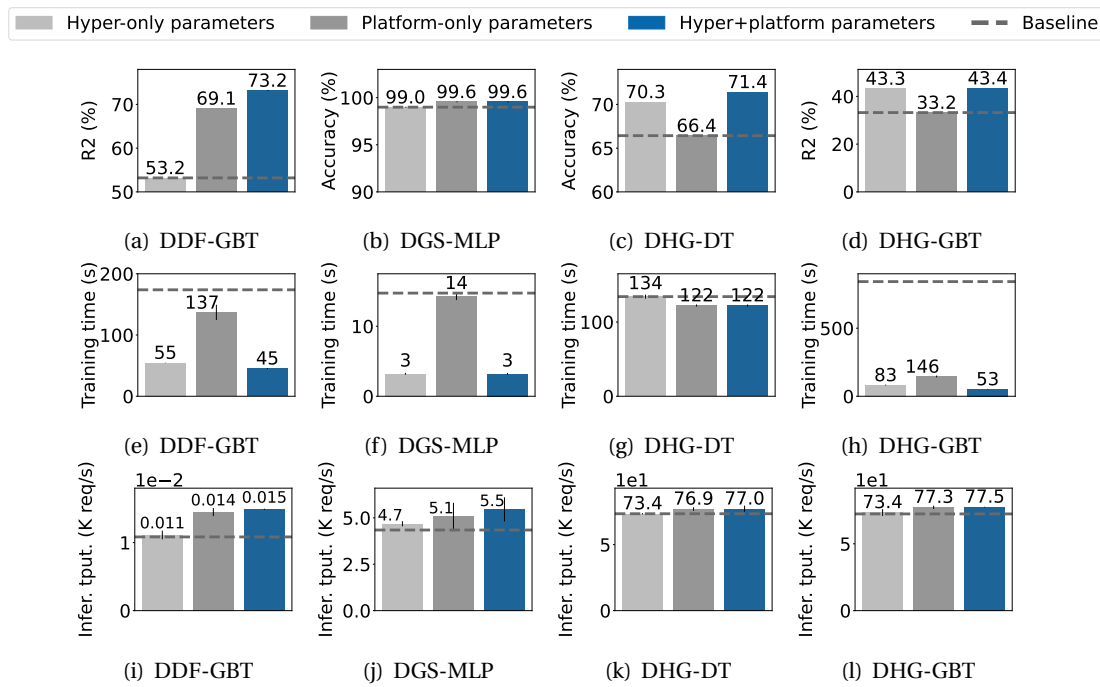 Hyper-only parameters Platform-only parameters Hyper+platform parameters Baseline
R2 (%) 70 60 50 53.2 69.1 73.2
Accuracy (%) 100 95 90 99.0 99.6 99.6
Accuracy (%) 70 65 60 70.3 66.4 71.4
R2 (%) 40 20 0 43.3 33.2 43.4
(a) DDF-GBT (b) DGS-MLP (c) DHG-DT (d) DHG-GBT
Training time (s) 200 100 0 55 137 45
Training time (s) 10 0 3 14 3
Training time (s) 100 0 134 122 122
Training time (s) 500 0 83 146 53
(e) DDF-GBT (f) DGS-MLP (g) DHG-DT (h) DHG-GBT
Infer. tput. (K req/s) 1e−2 1 0 0.011 0.014 0.015
Infer. tput. (K req/s) 5.0 2.5 0.0 4.7 5.1 5.5
Infer. tput. (K req/s) 1e1 5 0 73.4 76.9 77.0
Infer. tput. (K req/s) 1e1 5 0 73.4 77.3 77.5
(i) DDF-GBT (j) DGS-MLP (k) DHG-DT (l) DHG-GBT